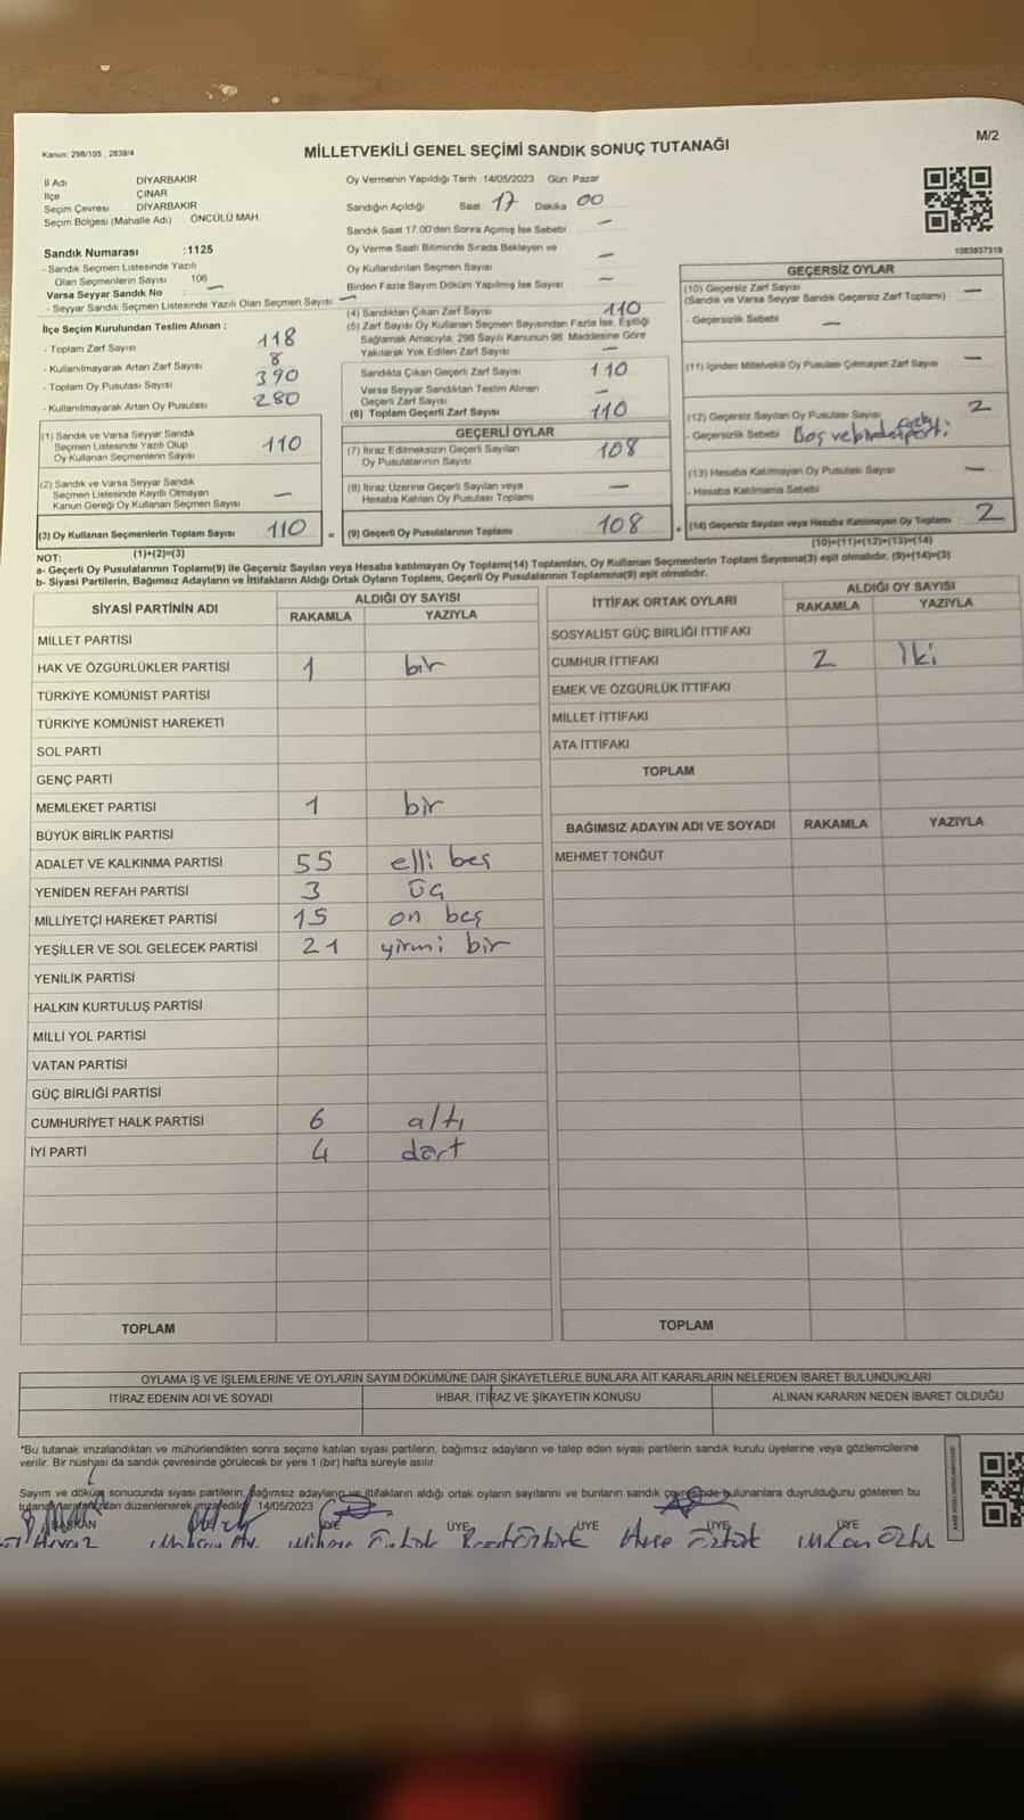 M/2
Kanun: 298/105, 2839/4
MİLLETVEKİLİ GENEL SEÇİMİ SANDIK SONUÇ TUTANAĞI
İl Adı DİYARBAKIR
İlçe ÇINAR
Seçim Çevresi DİYARBAKIR
Seçim Bölgesi (Mahalle Adı) ÖNCÜLÜ MAH.
Sandık Numarası :1125
- Sandık Seçmen Listesinde Yazılı
Olan Seçmenlerin Sayısı 106
Varsa Seyyar Sandık No —
- Seyyar Sandık Seçmen Listesinde Yazılı Olan Seçmen Sayısı —
İlçe Seçim Kurulundan Teslim Alınan :
- Toplam Zarf Sayısı 118
- Kullanılmayarak Artan Zarf Sayısı 8
- Toplam Oy Pusulası Sayısı 390
- Kullanılmayarak Artan Oy Pusulası 280
(1) Sandık ve Varsa Seyyar Sandık
Seçmen Listesinde Yazılı Olup
Oy Kullanan Seçmenlerin Sayısı 110
(2) Sandık ve Varsa Seyyar Sandık
Seçmen Listesinde Kayıtlı Olmayan
Kanun Gereği Oy Kullanan Seçmen Sayısı —
(3) Oy Kullanan Seçmenlerin Toplam Sayısı 110
(1)+(2)=(3)
Oy Vermenin Yapıldığı Tarih :14/05/2023 Gün: Pazar
Sandığın Açıldığı Saat 17 Dakika 00
Sandık Saat 17.00'den Sonra Açılmış İse Sebebi —
Oy Verme Saati Bitiminde Sırada Bekleyen ve
Oy Kullandırılan Seçmen Sayısı —
Birden Fazla Sayım Döküm Yapılmış İse Sayısı —
(4) Sandıktan Çıkan Zarf Sayısı 110
(5) Zarf Sayısı Oy Kullanan Seçmen Sayısından Fazla İse, Eşitliği
Sağlamak Amacıyla, 298 Sayılı Kanunun 98. Maddesine Göre
Yakılarak Yok Edilen Zarf Sayısı —
Sandıkta Çıkan Geçerli Zarf Sayısı 110
Varsa Seyyar Sandıktan Teslim Alınan
Geçerli Zarf Sayısı —
(6) Toplam Geçerli Zarf Sayısı 110
GEÇERLİ OYLAR
(7) İtiraz Edilmeksizin Geçerli Sayılan
Oy Pusulalarının Sayısı 108
(8) İtiraz Üzerine Geçerli Sayılan veya
Hesaba Katılan Oy Pusulası Toplamı —
= (9) Geçerli Oy Pusulalarının Toplamı 108
1083837319
GEÇERSİZ OYLAR
(10) Geçersiz Zarf Sayısı —
(Sandık ve Varsa Seyyar Sandık Geçersiz Zarf Toplamı)
- Geçersizlik Sebebi —
(11) İçinden Milletvekili Oy Pusulası Çıkmayan Zarf Sayısı —
(12) Geçersiz Sayılan Oy Pusulası Sayısı 2
- Geçersizlik Sebebi Boş ve birden fazla parti
(13) Hesaba Katılmayan Oy Pusulası Sayısı —
- Hesaba Katılmama Sebebi
+ (14) Geçersiz Sayılan veya Hesaba Katılmayan Oy Toplamı 2
(10)+(11)+(12)+(13)=(14)
NOT:
a- Geçerli Oy Pusulalarının Toplamı(9) ile Geçersiz Sayılan veya Hesaba katılmayan Oy Toplamı(14) Toplamları, Oy Kullanan Seçmenlerin Toplam Sayısına(3) eşit olmalıdır. (9)+(14)=(3)
b- Siyasi Partilerin, Bağımsız Adayların ve İttifakların Aldığı Ortak Oyların Toplamı, Geçerli Oy Pusulalarının Toplamına(9) eşit olmalıdır.
SİYASİ PARTİNİN ADI ALDIĞI OY SAYISI
RAKAMLA YAZIYLA
MİLLET PARTİSİ
HAK VE ÖZGÜRLÜKLER PARTİSİ 1 bir
TÜRKİYE KOMÜNİST PARTİSİ
TÜRKİYE KOMÜNİST HAREKETİ
SOL PARTİ
GENÇ PARTİ
MEMLEKET PARTİSİ 1 bir
BÜYÜK BİRLİK PARTİSİ
ADALET VE KALKINMA PARTİSİ 55 elli beş
YENİDEN REFAH PARTİSİ 3 üç
MİLLİYETÇİ HAREKET PARTİSİ 15 on beş
YEŞİLLER VE SOL GELECEK PARTİSİ 21 yirmi bir
YENİLİK PARTİSİ
HALKIN KURTULUŞ PARTİSİ
MİLLİ YOL PARTİSİ
VATAN PARTİSİ
GÜÇ BİRLİĞİ PARTİSİ
CUMHURİYET HALK PARTİSİ 6 altı
İYİ PARTİ 4 dört
TOPLAM
İTTİFAK ORTAK OYLARI ALDIĞI OY SAYISI
RAKAMLA YAZIYLA
SOSYALİST GÜÇ BİRLİĞİ İTTİFAKI
CUMHUR İTTİFAKI 2 iki
EMEK VE ÖZGÜRLÜK İTTİFAKI
MİLLET İTTİFAKI
ATA İTTİFAKI
TOPLAM
BAĞIMSIZ ADAYIN ADI VE SOYADI RAKAMLA YAZIYLA
MEHMET TONĞUT
TOPLAM
OYLAMA İŞ VE İŞLEMLERİNE VE OYLARIN SAYIM DÖKÜMÜNE DAİR ŞİKAYETLERLE BUNLARA AİT KARARLARIN NELERDEN İBARET BULUNDUKLARI
İTİRAZ EDENİN ADI VE SOYADI İHBAR, İTİRAZ VE ŞİKAYETİN KONUSU ALINAN KARARIN NEDEN İBARET OLDUĞU
*Bu tutanak imzalandıktan ve mühürlendikten sonra seçime katılan siyasi partilerin, bağımsız adayların ve talep eden siyasi partilerin sandık kurulu üyelerine veya gözlemcilerine
verilir. Bir nüshası da sandık çevresinde görülecek bir yere 1 (bir) hafta süreyle asılır.
Sayım ve döküm sonucunda siyasi partilerin, bağımsız adayların ve ittifakların aldığı ortak oyların sayılarını ve bunların sandık çevresinde bulunanlara duyrulduğunu gösteren bu
tutanak tarafımızdan düzenlenerek imza edildi. 14/05/2023
BAŞKAN ÜYE ÜYE ÜYE ÜYE ÜYE